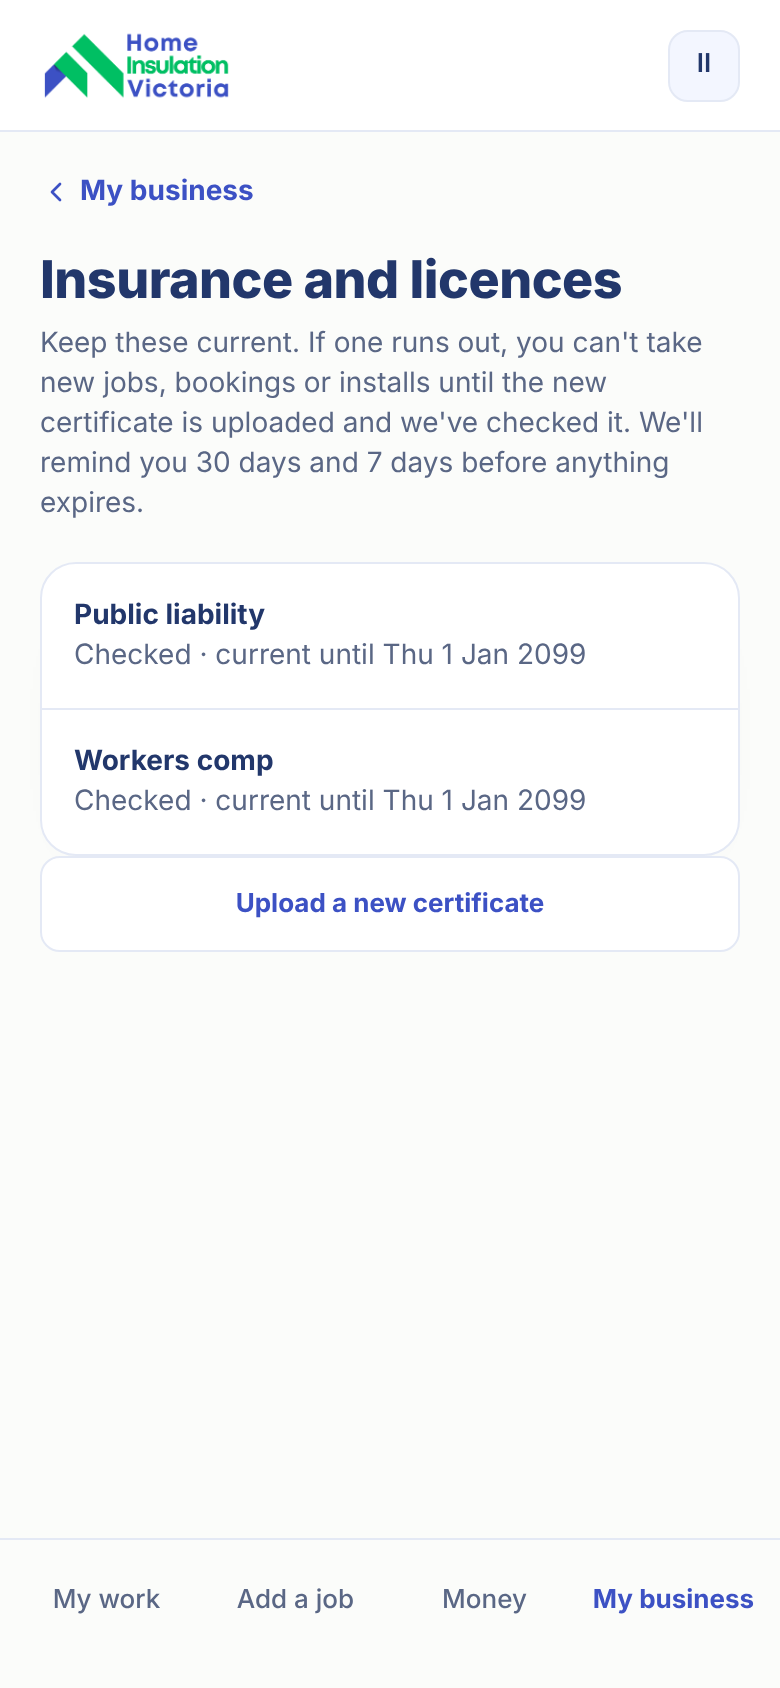 Home
Insulation
Victoria
II
My business
Insurance and licences
Keep these current. If one runs out, you can't take
new jobs, bookings or installs until the new
certificate is uploaded and we've checked it. We'll
remind you 30 days and 7 days before anything
expires.
Public liability
Checked · current until Thu 1 Jan 2099
Workers comp
Checked · current until Thu 1 Jan 2099
Upload a new certificate
My work
Add a job
Money
My business